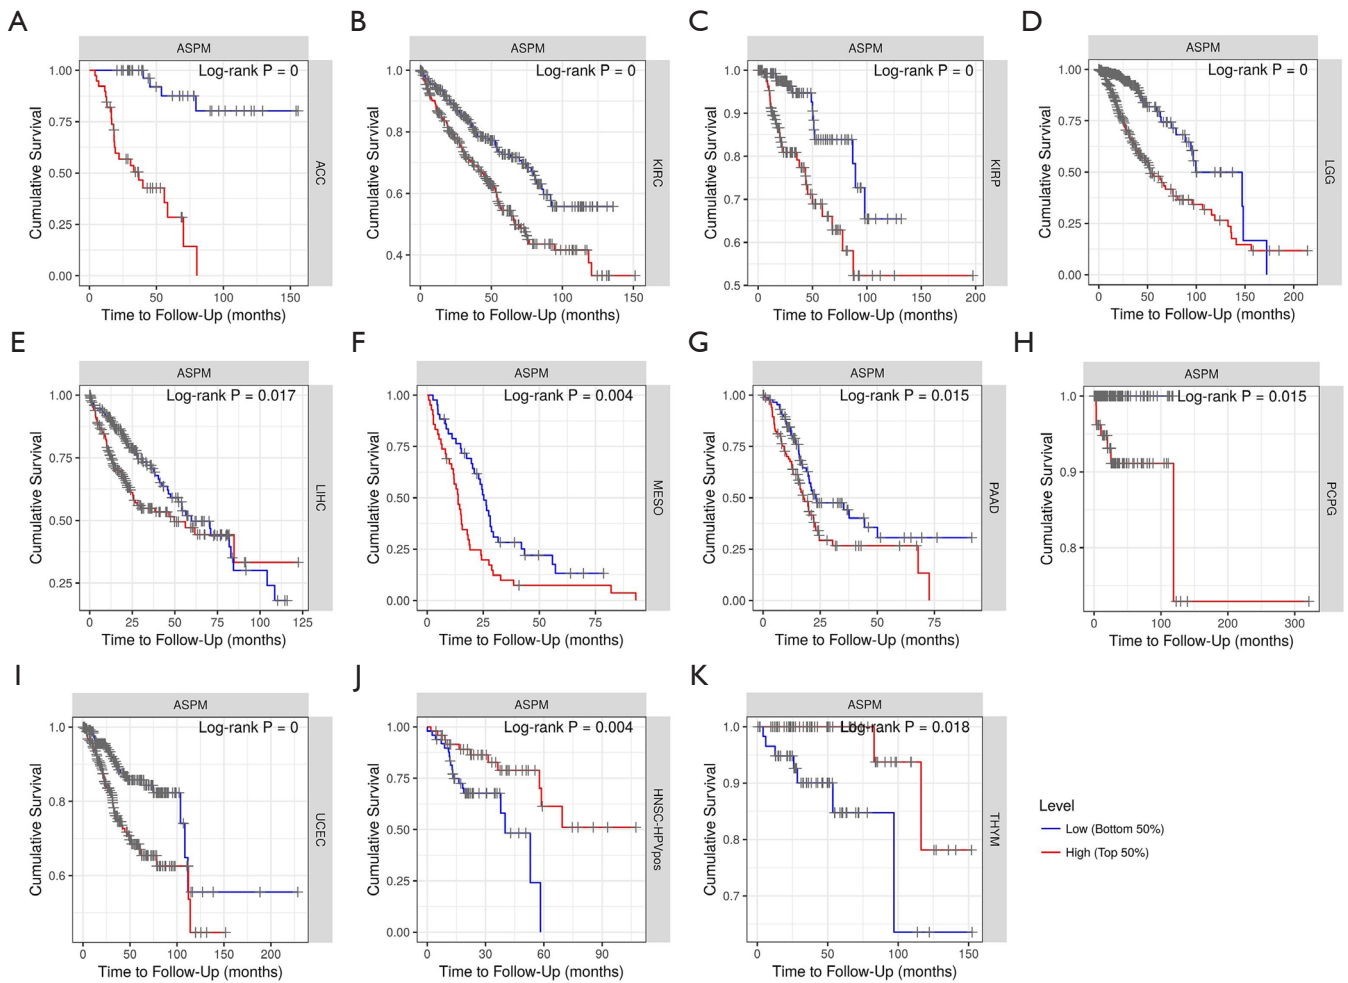 A
ASPM
Log-rank P = 0
Cumulative Survival
1.00
0.75
0.50
0.25
0.00
ACC
0 50 100 150
Time to Follow-Up (months)
B
ASPM
Log-rank P = 0
Cumulative Survival
1.0
0.8
0.6
0.4
KIRC
0 50 100 150
Time to Follow-Up (months)
C
ASPM
Log-rank P = 0
Cumulative Survival
1.0
0.9
0.8
0.7
0.6
0.5
KIRP
0 50 100 150 200
Time to Follow-Up (months)
D
ASPM
Log-rank P = 0
Cumulative Survival
1.00
0.75
0.50
0.25
0.00
LGG
0 50 100 150 200
Time to Follow-Up (months)
E
ASPM
Log-rank P = 0.017
Cumulative Survival
1.00
0.75
0.50
0.25
LIHC
0 25 50 75 100 125
Time to Follow-Up (months)
F
ASPM
Log-rank P = 0.004
Cumulative Survival
1.00
0.75
0.50
0.25
0.00
MESO
0 25 50 75
Time to Follow-Up (months)
G
ASPM
Log-rank P = 0.015
Cumulative Survival
1.00
0.75
0.50
0.25
0.00
PAAD
0 25 50 75
Time to Follow-Up (months)
H
ASPM
Log-rank P = 0.015
Cumulative Survival
1.0
0.9
0.8
PCPG
0 100 200 300
Time to Follow-Up (months)
I
ASPM
Log-rank P = 0
Cumulative Survival
1.0
0.8
0.6
UCEC
0 50 100 150 200
Time to Follow-Up (months)
J
ASPM
Log-rank P = 0.004
Cumulative Survival
1.00
0.75
0.50
0.25
0.00
HNSC-HPVpos
0 30 60 90
Time to Follow-Up (months)
K
ASPM
Log-rank P = 0.018
Cumulative Survival
1.0
0.9
0.8
0.7
THYM
0 50 100 150
Time to Follow-Up (months)
Level
Low (Bottom 50%)
High (Top 50%)